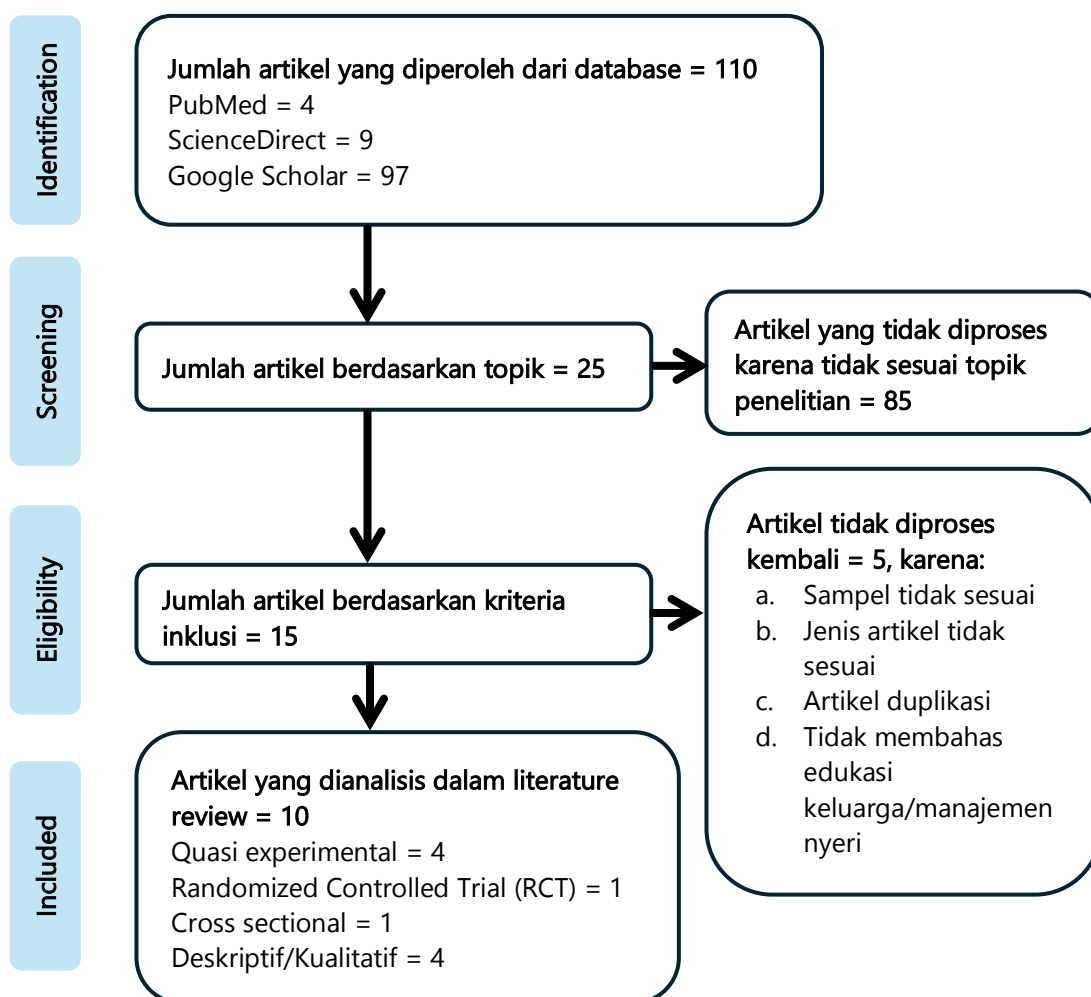 Identification
Jumlah artikel yang diperoleh dari database = 110
PubMed = 4
ScienceDirect = 9
Google Scholar = 97
Screening
Jumlah artikel berdasarkan topik = 25
Artikel yang tidak diproses
karena tidak sesuai topik
penelitian = 85
Eligibility
Jumlah artikel berdasarkan kriteria
inklusi = 15
Artikel tidak diproses
kembali = 5, karena:
a. Sampel tidak sesuai
b. Jenis artikel tidak
sesuai
c. Artikel duplikasi
d. Tidak membahas
edukasi
keluarga/manajemen
nyeri
Included
Artikel yang dianalisis dalam literature
review = 10
Quasi experimental = 4
Randomized Controlled Trial (RCT) = 1
Cross sectional = 1
Deskriptif/Kualitatif = 4